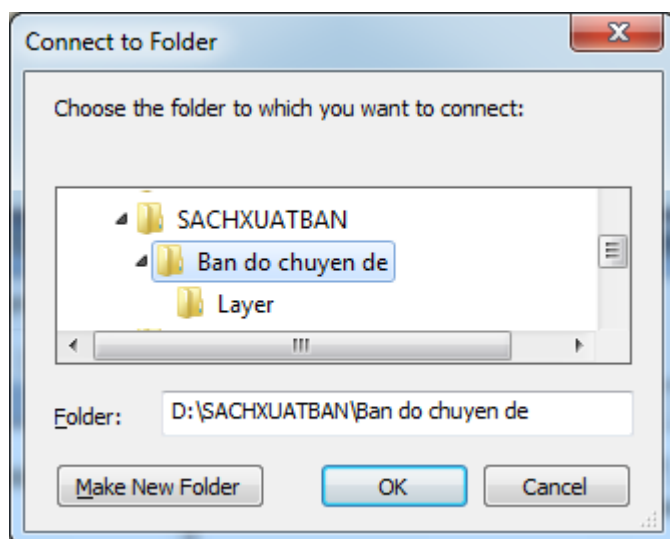 Connect to Folder
Choose the folder to which you want to connect:
SACHXUATBAN
Ban do chuyen de
Layer
Folder: D:\SACHXUATBAN\Ban do chuyen de
Make New Folder OK Cancel